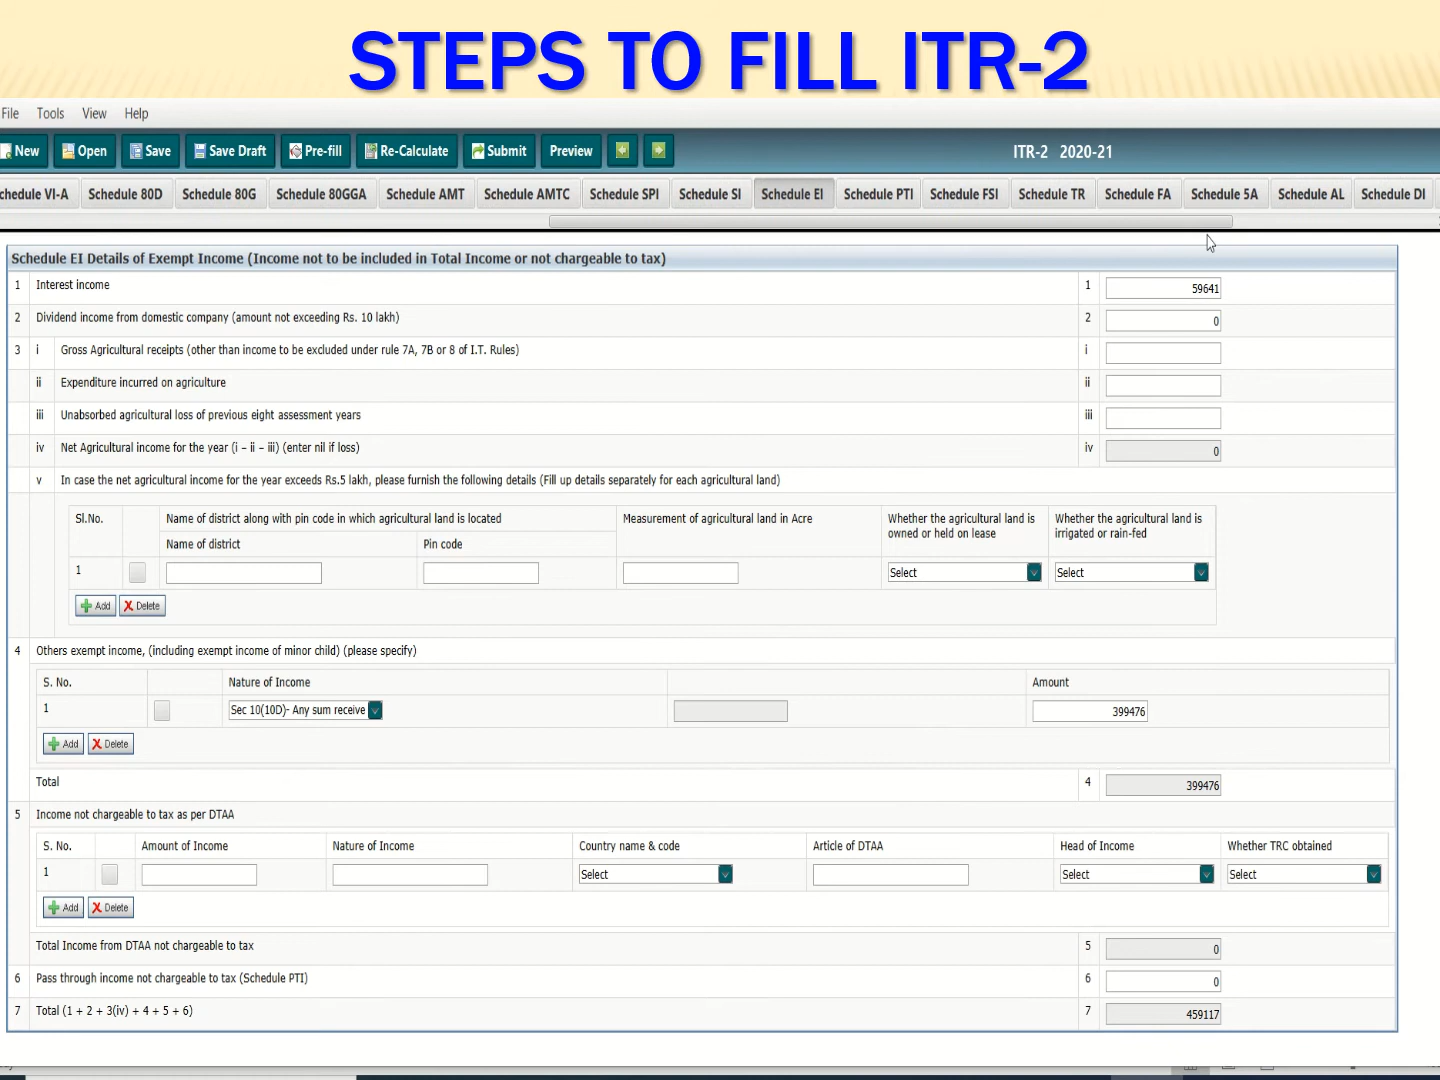 STEPS TO FILL ITR-2
File Tools View Help
New Open Save Save Draft Pre-fill Re-Calculate Submit Preview ITR-2 2020-21
chedule VI-A Schedule 80D Schedule 80G Schedule 80GGA Schedule AMT Schedule AMTC Schedule SPI Schedule SI Schedule EI Schedule PTI Schedule FSI Schedule TR Schedule FA Schedule 5A Schedule AL Schedule DI
Schedule EI Details of Exempt Income (Income not to be included in Total Income or not chargeable to tax)
1 Interest income 1 59641
2 Dividend income from domestic company (amount not exceeding Rs. 10 lakh) 2 0
3 i Gross Agricultural receipts (other than income to be excluded under rule 7A, 7B or 8 of I.T. Rules) i
ii Expenditure incurred on agriculture ii
iii Unabsorbed agricultural loss of previous eight assessment years iii
iv Net Agricultural income for the year (i – ii – iii) (enter nil if loss) iv 0
v In case the net agricultural income for the year exceeds Rs.5 lakh, please furnish the following details (Fill up details separately for each agricultural land)
Sl.No. Name of district along with pin code in which agricultural land is located Measurement of agricultural land in Acre Whether the agricultural land is owned or held on lease Whether the agricultural land is irrigated or rain-fed
Name of district Pin code
1 Select Select
Add Delete
4 Others exempt income, (including exempt income of minor child) (please specify)
S. No. Nature of Income Amount
1 Sec 10(10D)- Any sum receive 399476
Add Delete
Total 4 399476
5 Income not chargeable to tax as per DTAA
S. No. Amount of Income Nature of Income Country name & code Article of DTAA Head of Income Whether TRC obtained
1 Select Select Select
Add Delete
Total Income from DTAA not chargeable to tax 5 0
6 Pass through income not chargeable to tax (Schedule PTI) 6 0
7 Total (1 + 2 + 3(iv) + 4 + 5 + 6) 7 459117